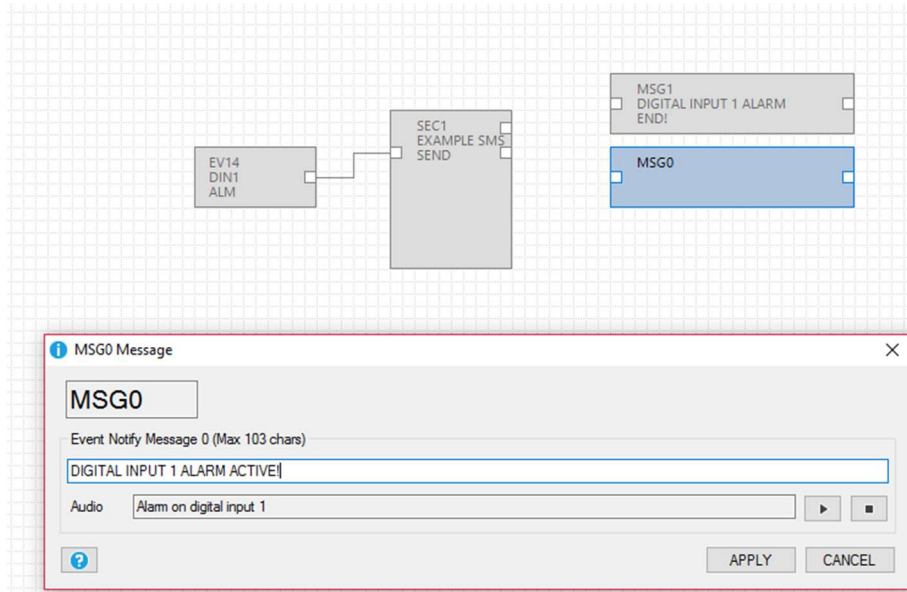 MSG1
DIGITAL INPUT 1 ALARM
END!
SEC1
EXAMPLE SMS
SEND
EV14
DIN1
ALM
MSG0
MSG0 Message
MSG0
Event Notify Message 0 (Max 103 chars)
DIGITAL INPUT 1 ALARM ACTIVE!
Audio Alarm on digital input 1
APPLY CANCEL